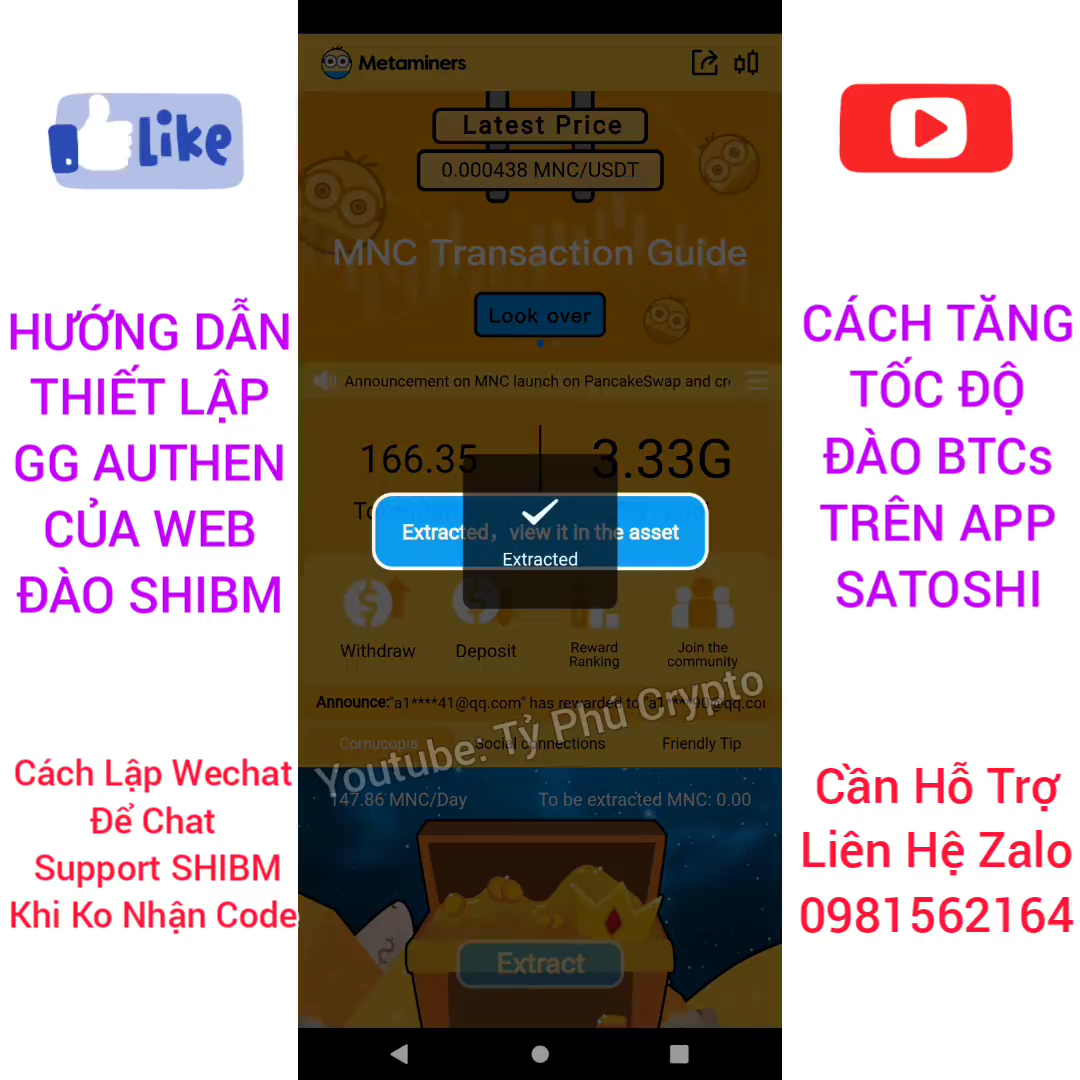 Metaminers
Like
Latest Price
0.000438 MNC/USDT
MNC Transaction Guide
Look over
Announcement on MNC launch on PancakeSwap and cr
166.35
3.33G
Extracted, view it in the asset
Extracted
Withdraw
Deposit
Reward
Ranking
Join the
community
Announce:"a1****41@qq.com" has rewarded to "a1****90@qq.co
Youtube: Tỷ Phú Crypto
Cornucopia
Social connections
Friendly Tip
147.86 MNC/Day
To be extracted MNC: 0.00
Extract
HƯỚNG DẪN
THIẾT LẬP
GG AUTHEN
CỦA WEB
ĐÀO SHIBM
Cách Lập Wechat
Để Chat
Support SHIBM
Khi Ko Nhận Code
CÁCH TĂNG
TỐC ĐỘ
ĐÀO BTCs
TRÊN APP
SATOSHI
Cần Hỗ Trợ
Liên Hệ Zalo
0981562164